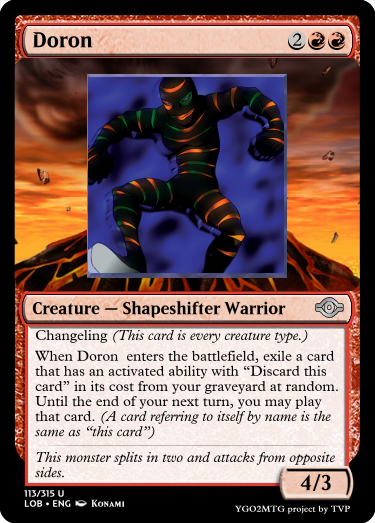 Doron 2
Creature — Shapeshifter Warrior
Changeling (This card is every creature type.)
When Doron enters the battlefield, exile a card
that has an activated ability with “Discard this
card” in its cost from your graveyard at random.
Until the end of your next turn, you may play
that card. (A card referring to itself by name is the
same as “this card”)
This monster splits in two and attacks from opposite
sides.
4/3
113/315 U
LOB • ENG Konami
YGO2MTG project by TVP